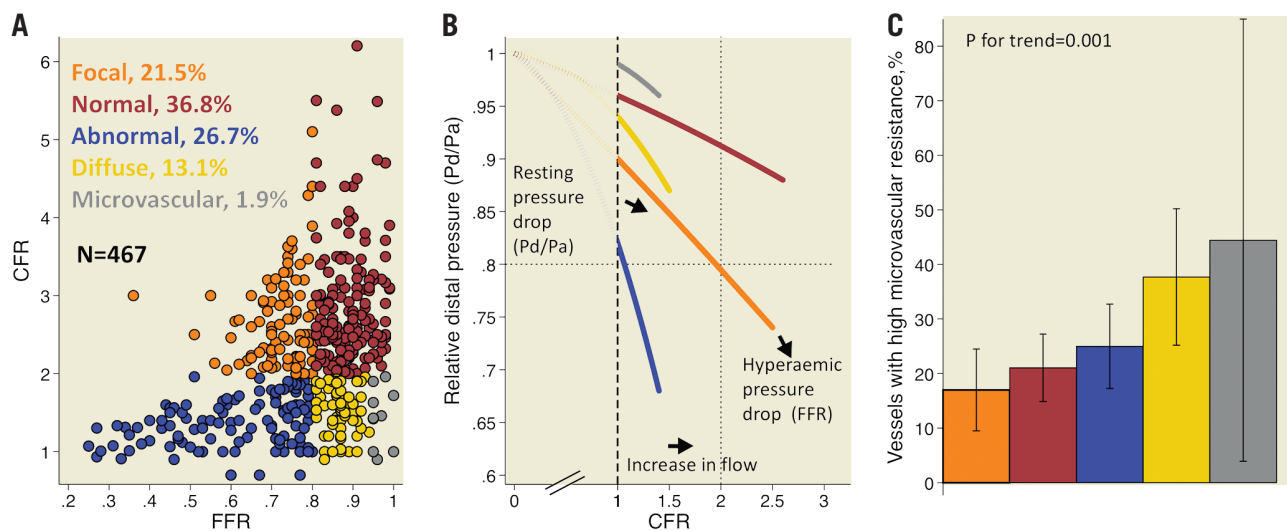 A
CFR
6
5
4
3
2
1
Focal, 21.5%
Normal, 36.8%
Abnormal, 26.7%
Diffuse, 13.1%
Microvascular, 1.9%
N=467
.2 .3 .4 .5 .6 .7 .8 .9 1
FFR
B
Relative distal pressure (Pd/Pa)
1
.95
.9
.85
.8
.75
.7
.65
.6
Resting
pressure
drop
(Pd/Pa)
Hyperaemic
pressure
drop (FFR)
Increase in flow
0 1 1.5 2 2.5 3
CFR
C
Vessels with high microvascular resistance,%
P for trend=0.001
80
70
60
50
40
30
20
10
0